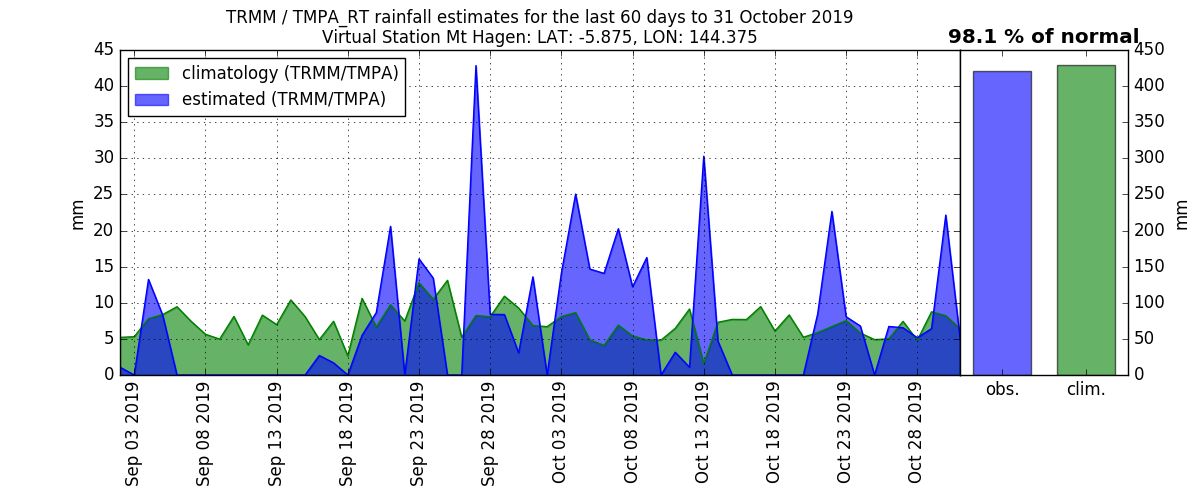 TRMM / TMPA_RT rainfall estimates for the last 60 days to 31 October 2019
Virtual Station Mt Hagen: LAT: -5.875, LON: 144.375
98.1 % of normal
climatology (TRMM/TMPA)
estimated (TRMM/TMPA)
45
40
35
30
25
20
15
10
5
0
mm
Sep 03 2019
Sep 08 2019
Sep 13 2019
Sep 18 2019
Sep 23 2019
Sep 28 2019
Oct 03 2019
Oct 08 2019
Oct 13 2019
Oct 18 2019
Oct 23 2019
Oct 28 2019
obs.
clim.
450
400
350
300
250
200
150
100
50
0
mm